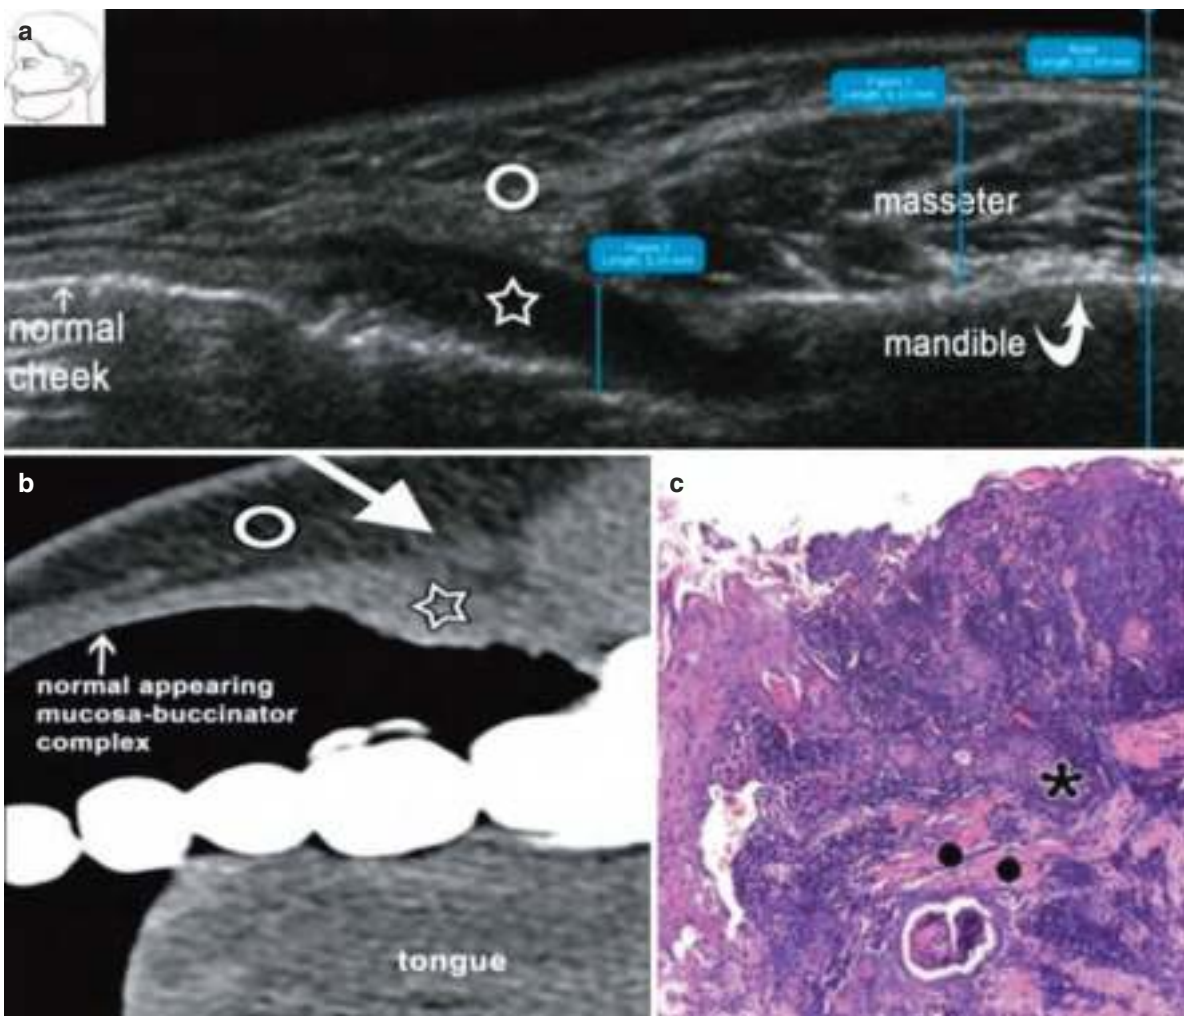 a
masseter
normal
cheek
mandible
b
normal appearing
mucosa-buccinator
complex
tongue
c